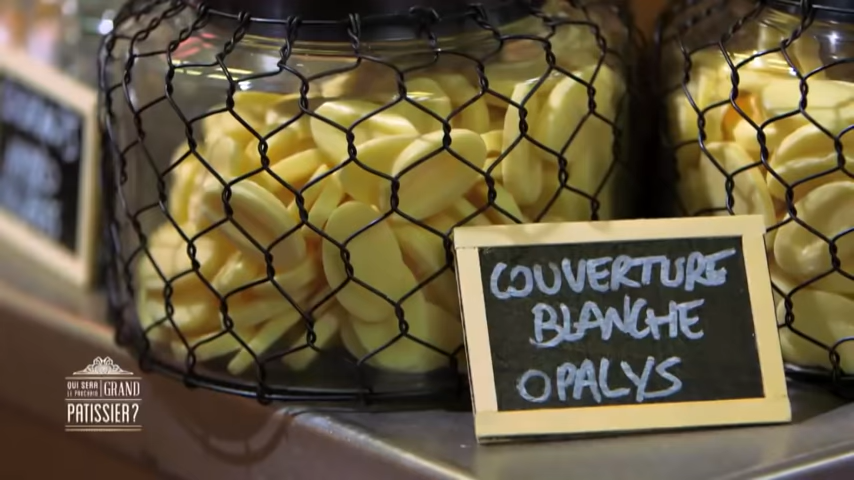 COUVERTURE
BLANCHE
OPALYS
QUI SERA
LE PROCHAIN
GRAND
PATISSIER?